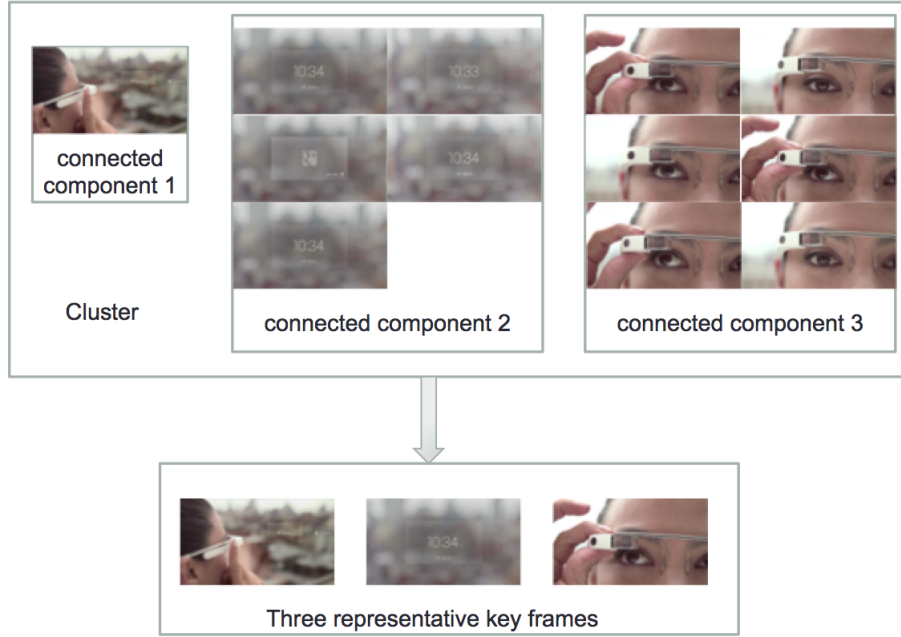 connected
component 1
10:34
10:33
10:34
10:34
Cluster
connected component 2
connected component 3
10:34
Three representative key frames